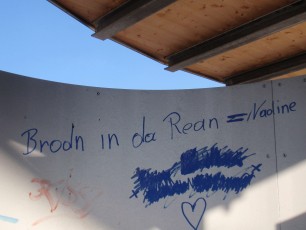 Brodn in da Rean = Nadine